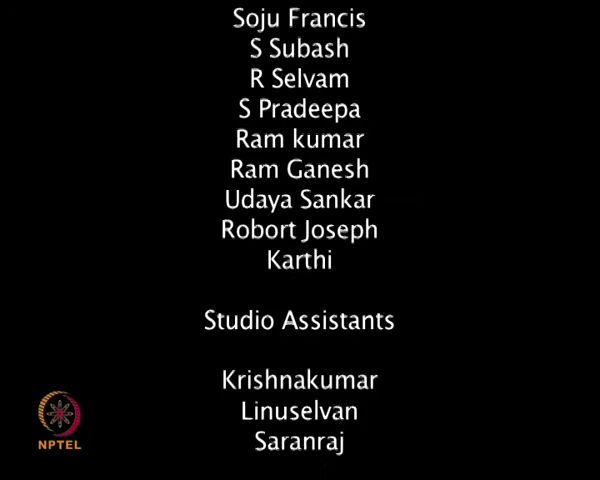 Soju Francis
S Subash
R Selvam
S Pradeepa
Ram kumar
Ram Ganesh
Udaya Sankar
Robort Joseph
Karthi
Studio Assistants
Krishnakumar
Linuselvan
Saranraj
NPTEL